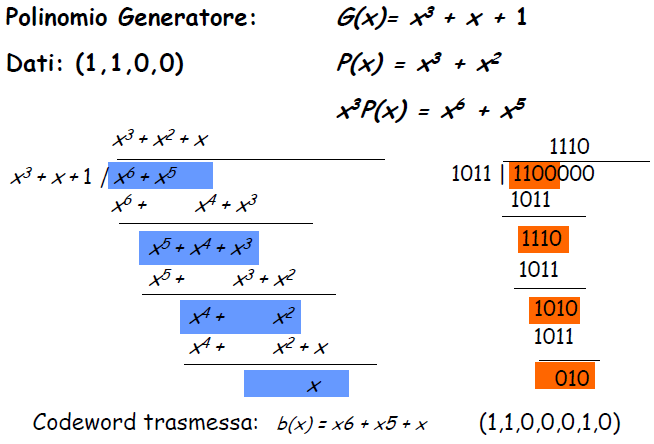 Polinomio Generatore: G(x)= x³ + x + 1
Dati: (1,1,0,0) P(x) = x³ + x²
x³P(x) = x⁶ + x⁵
x³ + x² + x
x³ + x + 1 / x⁶ + x⁵
x⁶ + x⁴ + x³
x⁵ + x⁴ + x³
x⁵ + x³ + x²
x⁴ + x²
x⁴ + x² + x
x
1110
1011 | 1100000
1011
1110
1011
1010
1011
010
Codeword trasmessa: b(x) = x6 + x5 + x (1,1,0,0,0,1,0)